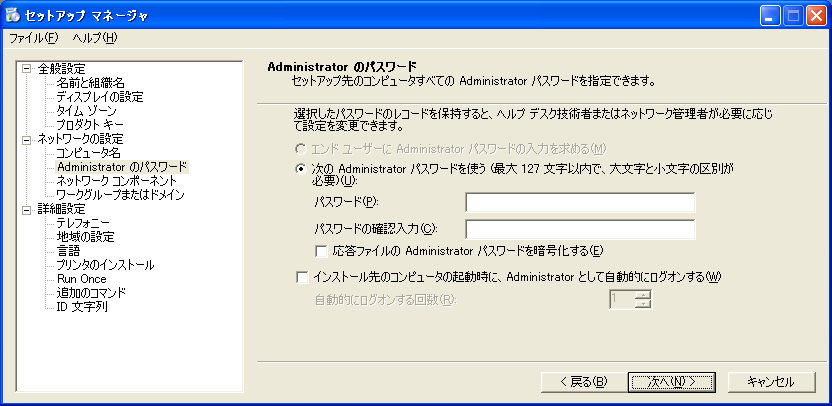 セットアップ マネージャ
ファイル(F) ヘルプ(H)
全般設定
名前と組織名
ディスプレイの設定
タイム ゾーン
プロダクト キー
ネットワークの設定
コンピュータ名
Administrator のパスワード
ネットワーク コンポーネント
ワークグループまたはドメイン
詳細設定
テレフォニー
地域の設定
言語
プリンタのインストール
Run Once
追加のコマンド
ID 文字列
Administrator のパスワード
セットアップ先のコンピュータすべての Administrator パスワードを指定できます。
選択したパスワードのレコードを保持すると、ヘルプ デスク技術者またはネットワーク管理者が必要に応じ
て設定を変更できます。
エンド ユーザーに Administrator パスワードの入力を求める(M)
次の Administrator パスワードを使う (最大 127 文字以内で、大文字と小文字の区別が
必要)(U):
パスワード(P):
パスワードの確認入力(C):
応答ファイルの Administrator パスワードを暗号化する(E)
インストール先のコンピュータの起動時に、Administrator として自動的にログオンする(W)
自動的にログオンする回数(R):
1
< 戻る(B)
次へ(N) >
キャンセル